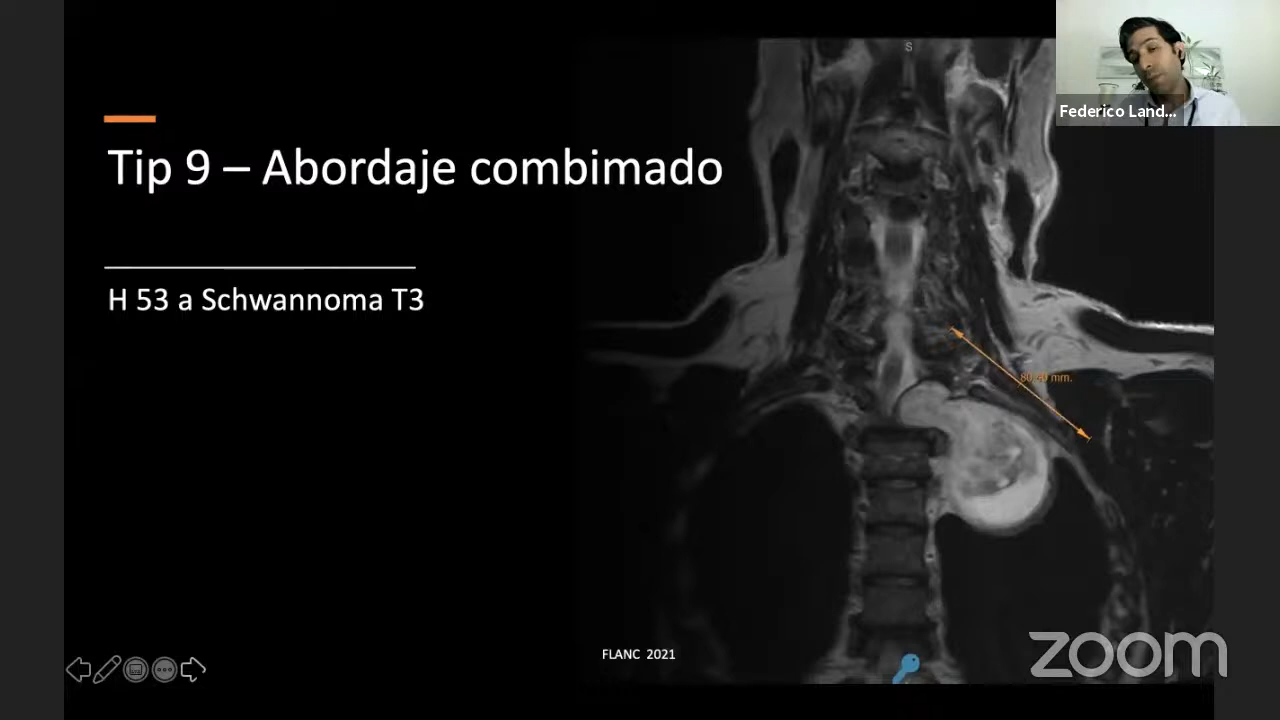 S
Federico Land...
Tip 9 – Abordaje combimado
H 53 a Schwannoma T3
FLANC 2021
zoom